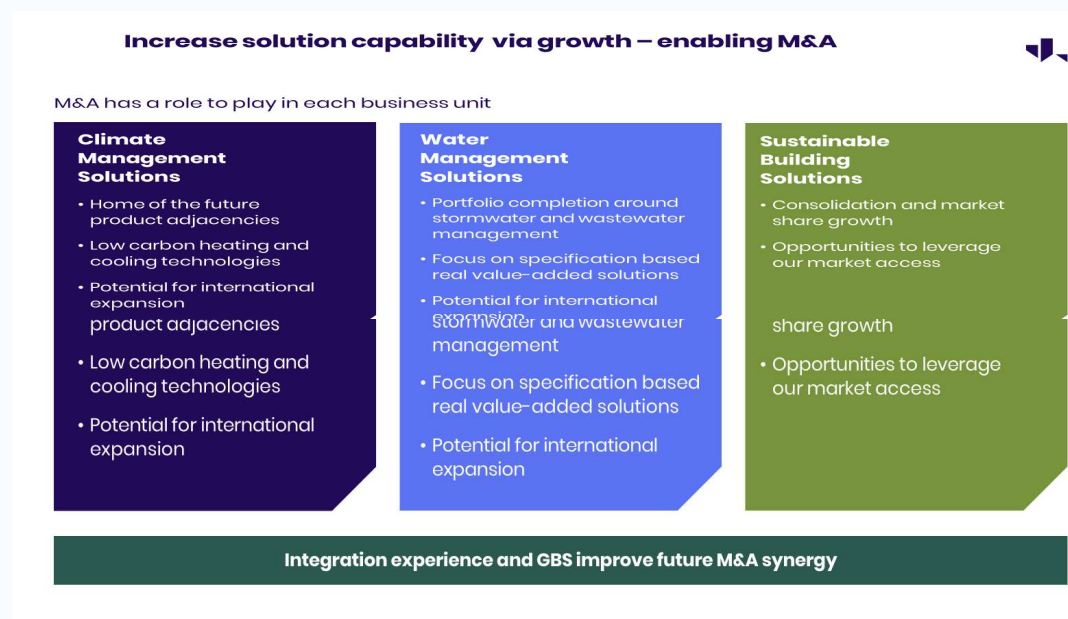 Increase solution capability via growth – enabling M&A
M&A has a role to play in each business unit
Climate
Management
Solutions
• Home of the future
product adjacencies
• Low carbon heating and
cooling technologies
• Potential for international
expansion
product adjacencies
• Low carbon heating and
cooling technologies
• Potential for international
expansion
Water
Management
Solutions
• Portfolio completion around
stormwater and wastewater
management
• Focus on specification based
real value-added solutions
• Potential for international
expansion
stormwater and wastewater
management
• Focus on specification based
real value-added solutions
• Potential for international
expansion
Sustainable
Building
Solutions
• Consolidation and market
share growth
• Opportunities to leverage
our market access
share growth
• Opportunities to leverage
our market access
Integration experience and GBS improve future M&A synergy